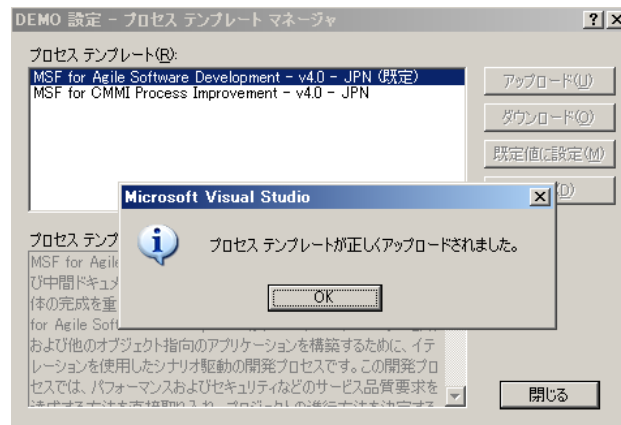 DEMO 設定 - プロセス テンプレート マネージャ
プロセス テンプレート(R):
MSF for Agile Software Development - v4.0 - JPN (既定)
MSF for CMMI Process Improvement - v4.0 - JPN
アップロード(U)
ダウンロード(O)
既定値に設定(M)
(D)
Microsoft Visual Studio
プロセス テンプレートが正しくアップロードされました。
OK
プロセス テンプ
MSF for Agile
び中間ドキュメ
体の完成を重
for Agile Soft
および他のオブジェクト指向のアプリケーションを構築するために、イテ
レーションを使用したシナリオ駆動の開発プロセスです。この開発プロ
セスでは、パフォーマンスおよびセキュリティなどのサービス品質要求を
閉じる